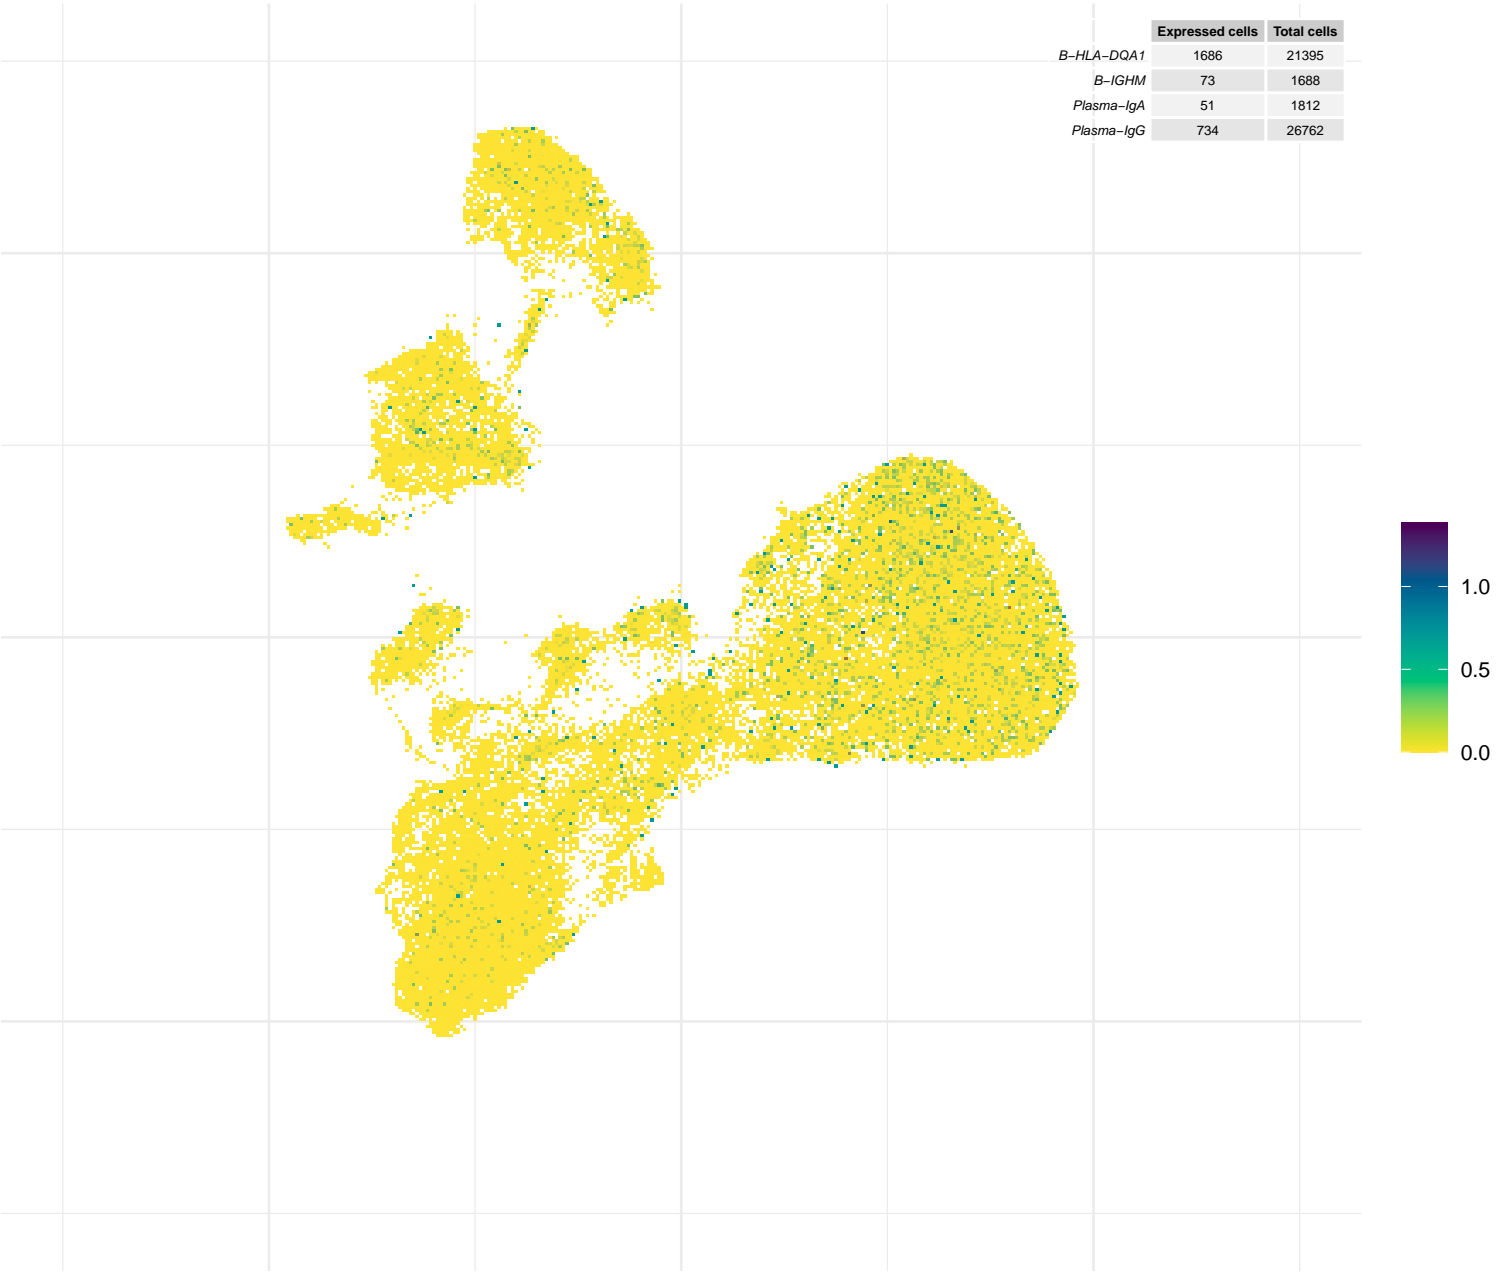 Expressed cells Total cells
B−HLA−DQA1 1686 21395
B−IGHM 73 1688
Plasma−IgA 51 1812
Plasma−IgG 734 26762
1.0
0.5
0.0